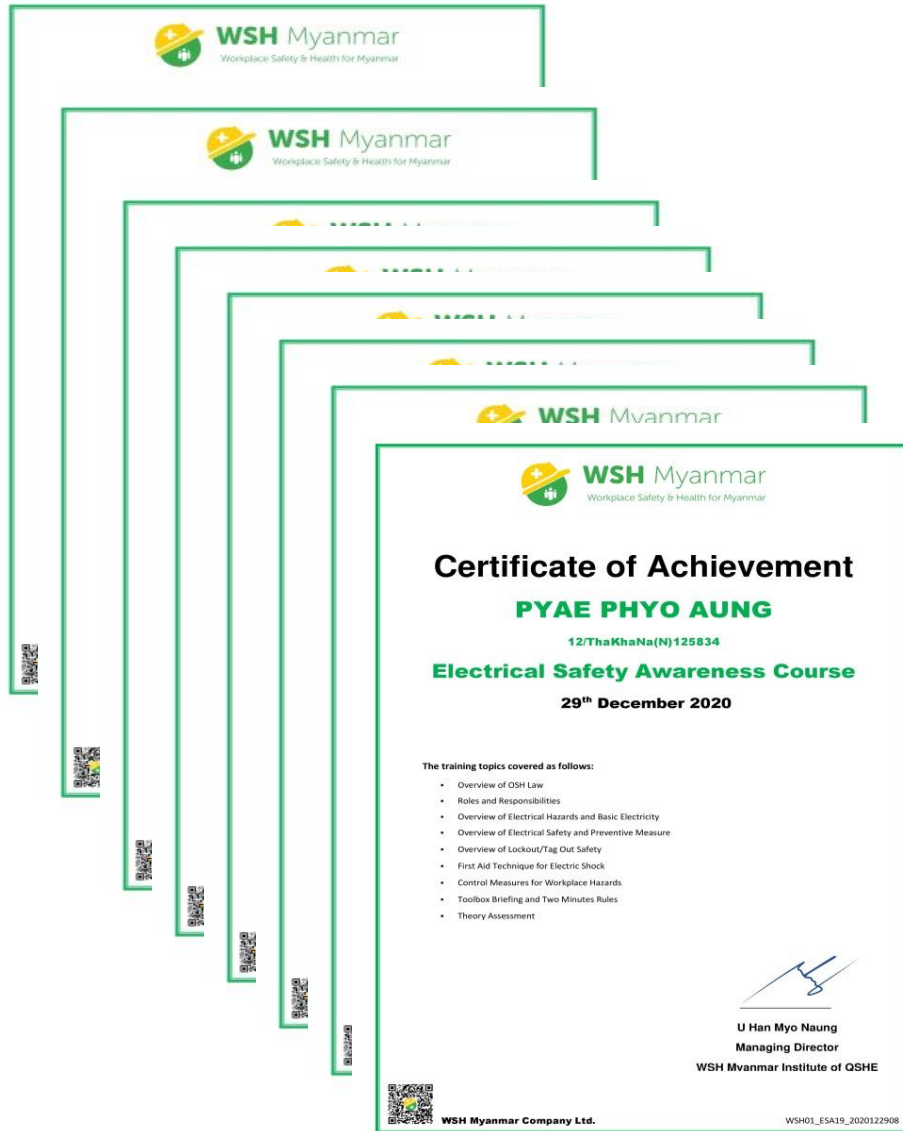 WSH Myanmar
Workplace Safety & Health for Myanmar
WSH Myanmar
Workplace Safety & Health for Myanmar
WSH Myanmar
WSH Myanmar
Workplace Safety & Health for Myanmar
Certificate of Achievement
PYAE PHYO AUNG
12/ThaKhaNa(N)125834
Electrical Safety Awareness Course
29th December 2020
The training topics covered as follows:
• Overview of OSH Law
• Roles and Responsibilities
• Overview of Electrical Hazards and Basic Electricity
• Overview of Electrical Safety and Preventive Measure
• Overview of Lockout/Tag Out Safety
• First Aid Technique for Electric Shock
• Control Measures for Workplace Hazards
• Toolbox Briefing and Two Minutes Rules
• Theory Assessment
U Han Myo Naung
Managing Director
WSH Myanmar Institute of QSHE
WSH Myanmar Company Ltd.
WSH01_ESA19_2020122908